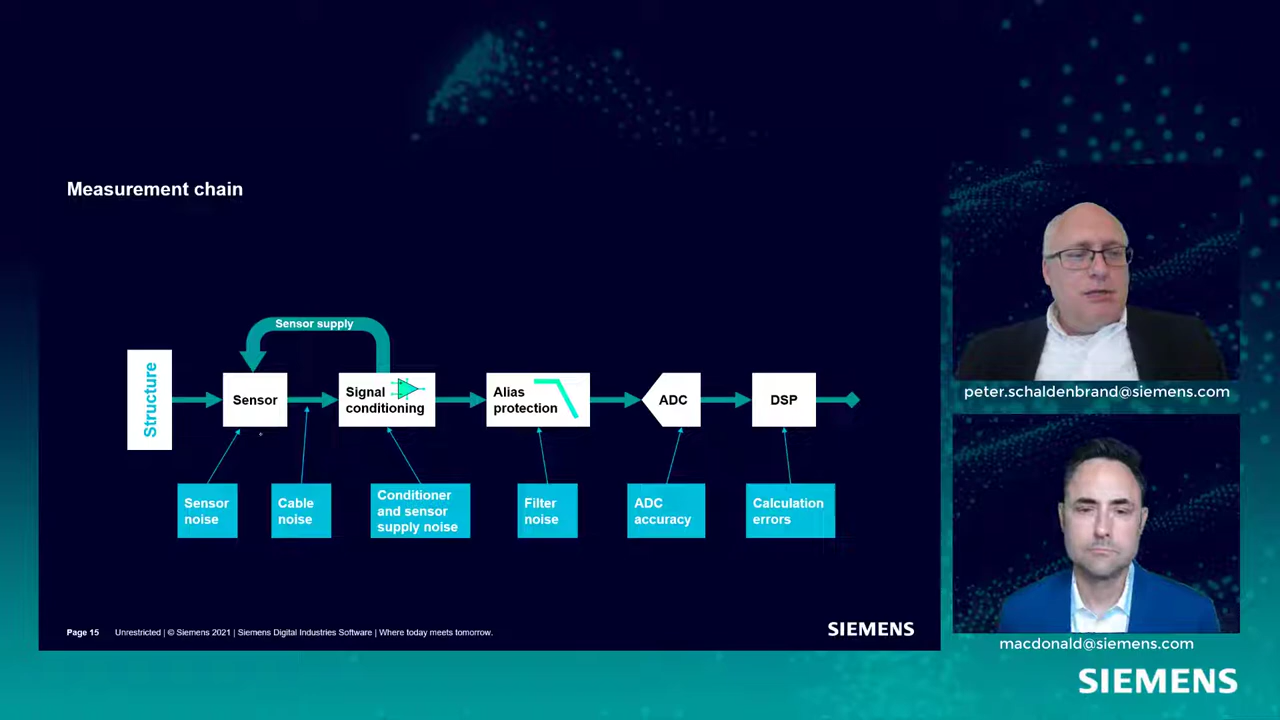 Measurement chain
Sensor supply
Structure
Sensor
Signal
conditioning
Alias
protection
ADC
DSP
Sensor
noise
Cable
noise
Conditioner
and sensor
supply noise
Filter
noise
ADC
accuracy
Calculation
errors
Page 15 Unrestricted | © Siemens 2021 | Siemens Digital Industries Software | Where today meets tomorrow.
SIEMENS
peter.schaldenbrand@siemens.com
macdonald@siemens.com
SIEMENS